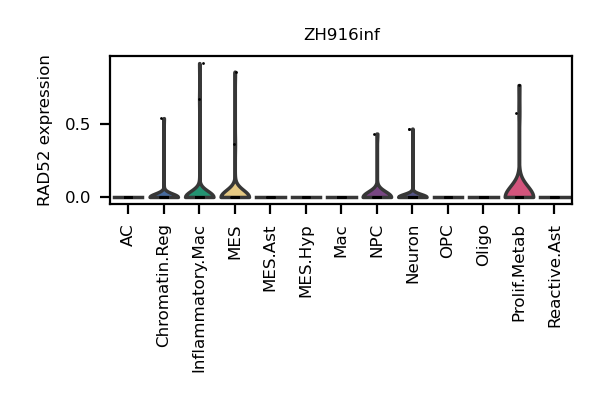 ZH916inf
RAD52 expression
0.5
0.0
AC
Chromatin.Reg
Inflammatory.Mac
MES
MES.Ast
MES.Hyp
Mac
NPC
Neuron
OPC
Oligo
Prolif.Metab
Reactive.Ast